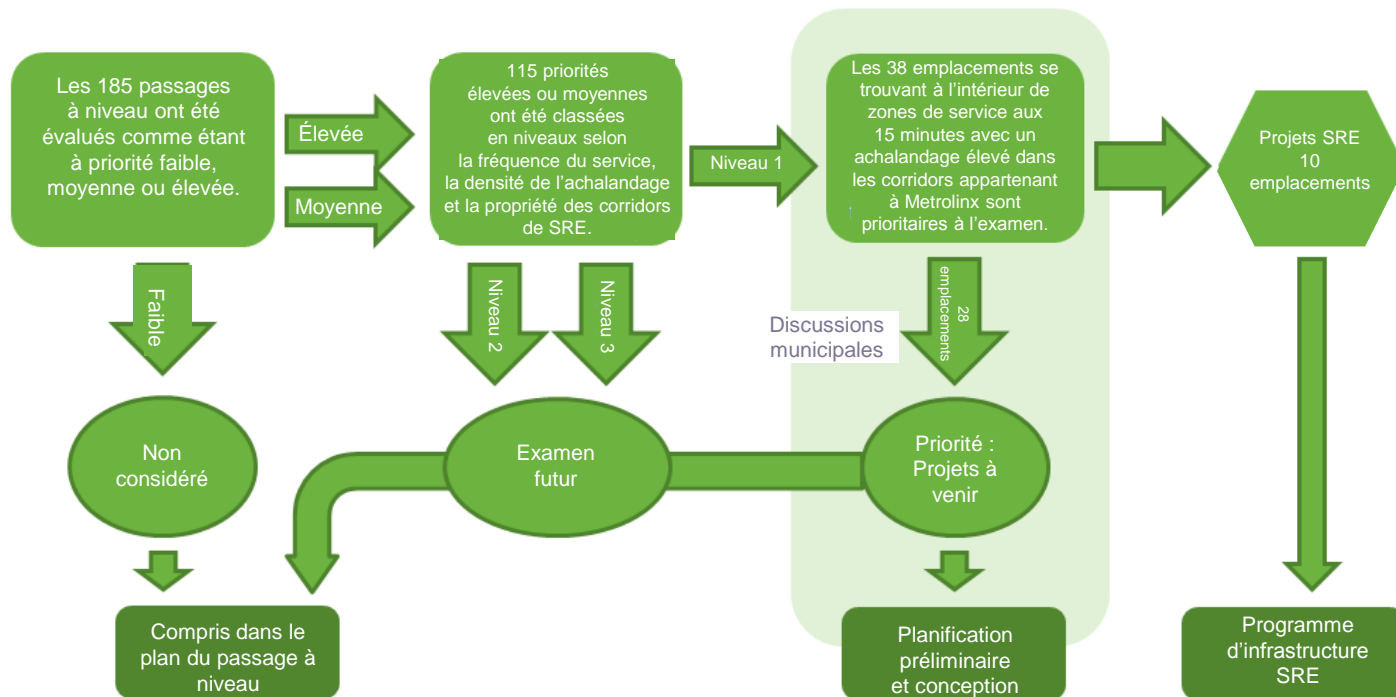 Les 185 passages
à niveau ont été
évalués comme étant
à priorité faible,
moyenne ou élevée.
Élevée
Moyenne
115 priorités
élevées ou moyennes
ont été classées
en niveaux selon
la fréquence du service,
la densité de l’achalandage
et la propriété des corridors
de SRE.
Niveau 1
Les 38 emplacements se
trouvant à l’intérieur de
zones de service aux
15 minutes avec un
achalandage élevé dans
les corridors appartenant
à Metrolinx sont
prioritaires à l’examen.
Projets SRE
10
emplacements
Faible
Niveau 2
Niveau 3
28
emplacements
Discussions
municipales
Non
considéré
Examen
futur
Priorité :
Projets à
venir
Compris dans le
plan du passage à
niveau
Planification
préliminaire
et conception
Programme
d’infrastructure
SRE